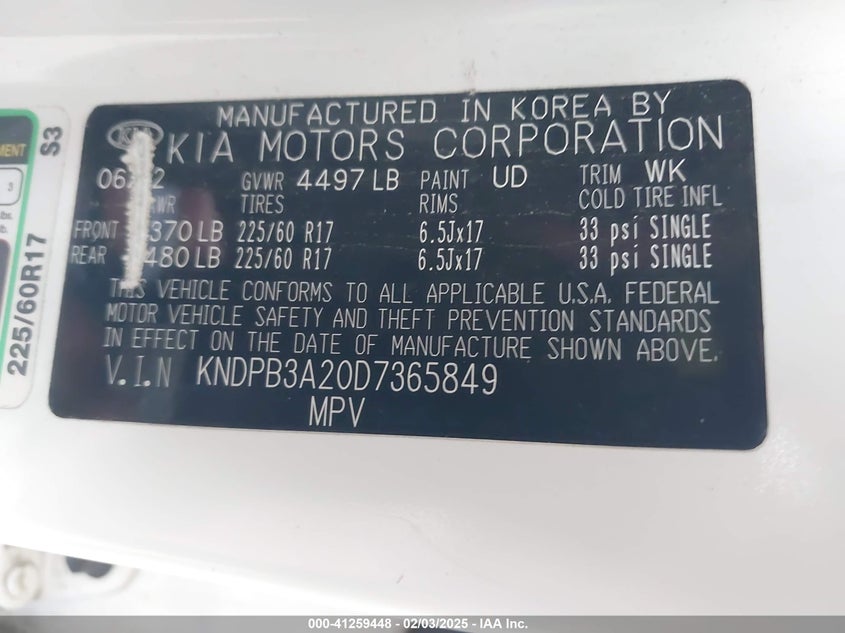 MANUFACTURED IN KOREA BY
KIA KIA MOTORS CORPORATION
GVWR 4497 LB PAINT UD TRIM WK
TIRES RIMS COLD TIRE INFL
FRONT 370 LB 225/60 R17 6.5Jx17 33 psi SINGLE
REAR 480 LB 225/60 R17 6.5Jx17 33 psi SINGLE
THIS VEHICLE CONFORMS TO ALL APPLICABLE U.S.A. FEDERAL
MOTOR VEHICLE SAFETY AND THEFT PREVENTION STANDARDS
IN EFFECT ON THE DATE OF MANUFACTURE SHOWN ABOVE.
V.I.N KNDPB3A20D7365849
MPV
S3
225/60R17
3
000-41259448 - 02/03/2025 - © IAA Inc.